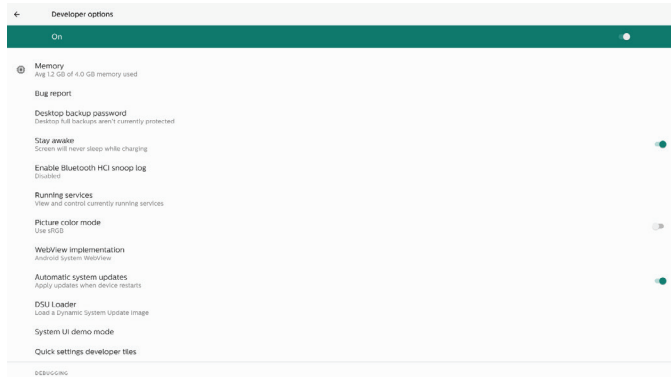 Developer options
On
Memory
Avg 1.2 GB of 4.0 GB memory used
Bug report
Desktop backup password
Desktop full backups aren't currently protected
Stay awake
Screen will never sleep while charging
Enable Bluetooth HCI snoop log
Disabled
Running services
View and control currently running services
Picture color mode
Use sRGB
WebView implementation
Android System WebView
Automatic system updates
Apply updates when device restarts
DSU Loader
Load a Dynamic System Update Image
System UI demo mode
Quick settings developer tiles
DEBUGGING